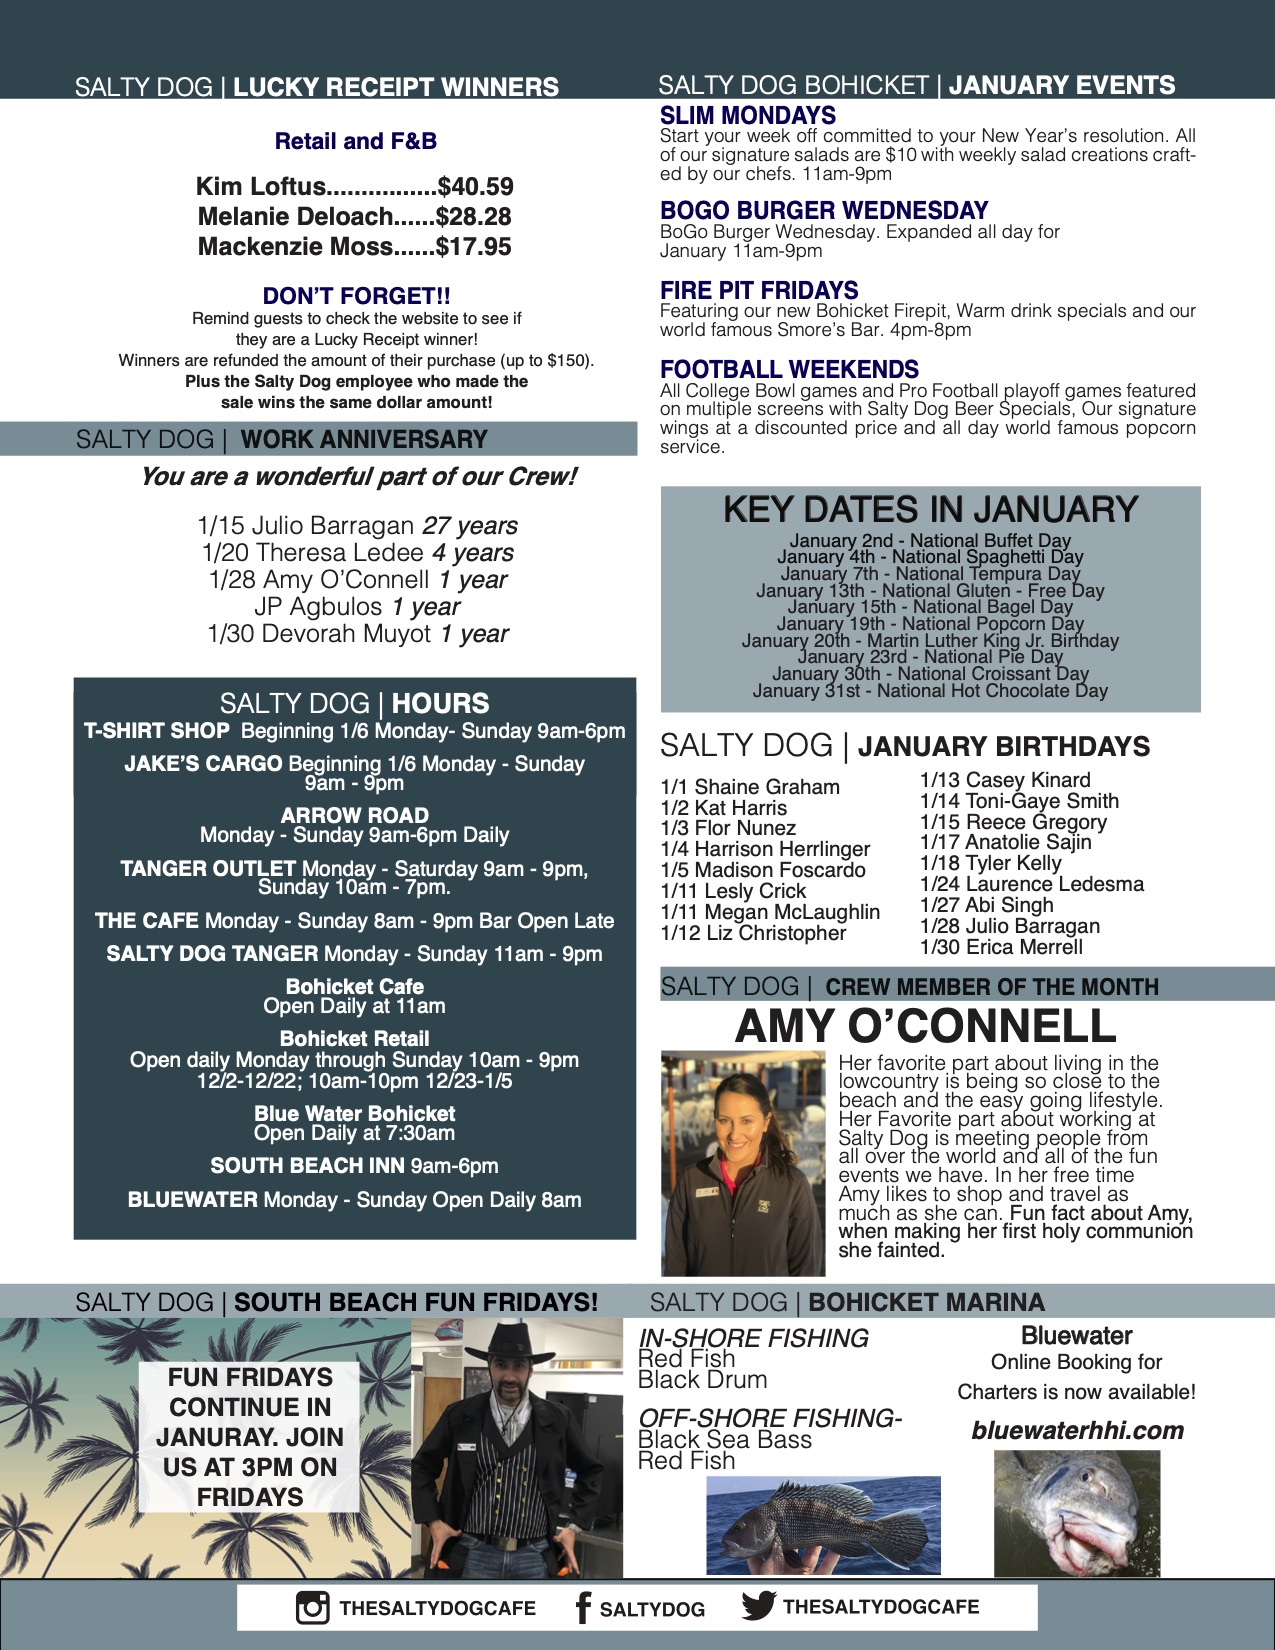 SALTY DOG | LUCKY RECEIPT WINNERS
Retail and F&B
Kim Loftus................$40.59
Melanie Deloach......$28.28
Mackenzie Moss......$17.95
DON'T FORGET!!
Remind guests to check the website to see if
they are a Lucky Receipt winner!
Winners are refunded the amount of their purchase (up to $150).
Plus the Salty Dog employee who made the
sale wins the same dollar amount!
SALTY DOG | WORK ANNIVERSARY
You are a wonderful part of our Crew!
1/15 Julio Barragan 27 years
1/20 Theresa Ledee 4 years
1/28 Amy O'Connell 1 year
JP Agbulos 1 year
1/30 Devorah Muyot 1 year
SALTY DOG | HOURS
T-SHIRT SHOP Beginning 1/6 Monday- Sunday 9am-6pm
JAKE'S CARGO Beginning 1/6 Monday - Sunday
9am - 9pm
ARROW ROAD
Monday - Sunday 9am-6pm Daily
TANGER OUTLET Monday - Saturday 9am - 9pm,
Sunday 10am - 7pm.
THE CAFE Monday - Sunday 8am - 9pm Bar Open Late
SALTY DOG TANGER Monday - Sunday 11am - 9pm
Bohicket Cafe
Open Daily at 11am
Bohicket Retail
Open daily Monday through Sunday 10am - 9pm
12/2-12/22; 10am-10pm 12/23-1/5
Blue Water Bohicket
Open Daily at 7:30am
SOUTH BEACH INN 9am-6pm
BLUEWATER Monday - Sunday Open Daily 8am
SALTY DOG BOHICKET | JANUARY EVENTS
SLIM MONDAYS
Start your week off committed to your New Year's resolution. All
of our signature salads are $10 with weekly salad creations craft-
ed by our chefs. 11am-9pm
BOGO BURGER WEDNESDAY
BoGo Burger Wednesday. Expanded all day for
January 11am-9pm
FIRE PIT FRIDAYS
Featuring our new Bohicket Firepit, Warm drink specials and our
world famous Smore's Bar. 4pm-8pm
FOOTBALL WEEKENDS
All College Bowl games and Pro Football playoff games featured
on multiple screens with Salty Dog Beer Specials, Our signature
wings at a discounted price and all day world famous popcorn
service.
KEY DATES IN JANUARY
January 2nd - National Buffet Day
January 4th - National Spaghetti Day
January 7th - National Tempura Day
January 13th - National Gluten - Free Day
January 15th - National Bagel Day
January 19th - National Popcorn Day
January 20th - Martin Luther King Jr. Birthday
January 23rd - National Pie Day
January 30th - National Croissant Day
January 31st - National Hot Chocolate Day
SALTY DOG | JANUARY BIRTHDAYS
1/1 Shaine Graham
1/2 Kat Harris
1/3 Flor Nunez
1/4 Harrison Herrlinger
1/5 Madison Foscardo
1/11 Lesly Crick
1/11 Megan McLaughlin
1/12 Liz Christopher
1/13 Casey Kinard
1/14 Toni-Gaye Smith
1/15 Reece Gregory
1/17 Anatolie Sajin
1/18 Tyler Kelly
1/24 Laurence Ledesma
1/27 Abi Singh
1/28 Julio Barragan
1/30 Erica Merrell
SALTY DOG | CREW MEMBER OF THE MONTH
AMY O'CONNELL
Her favorite part about living in the
lowcountry is being so close to the
beach and the easy going lifestyle.
Her Favorite part about working at
Salty Dog is meeting people from
all over the world and all of the fun
events we have. In her free time
Amy likes to shop and travel as
much as she can. Fun fact about Amy,
when making her first holy communion
she fainted.
SALTY DOG | SOUTH BEACH FUN FRIDAYS!
FUN FRIDAYS
CONTINUE IN
JANURAY. JOIN
US AT 3PM ON
FRIDAYS
SALTY DOG | BOHICKET MARINA
IN-SHORE FISHING
Red Fish
Black Drum
OFF-SHORE FISHING-
Black Sea Bass
Red Fish
Bluewater
Online Booking for
Charters is now available!
bluewaterhhi.com
THESALTYDOGCAFE
SALTYDOG
THESALTYDOGCAFE